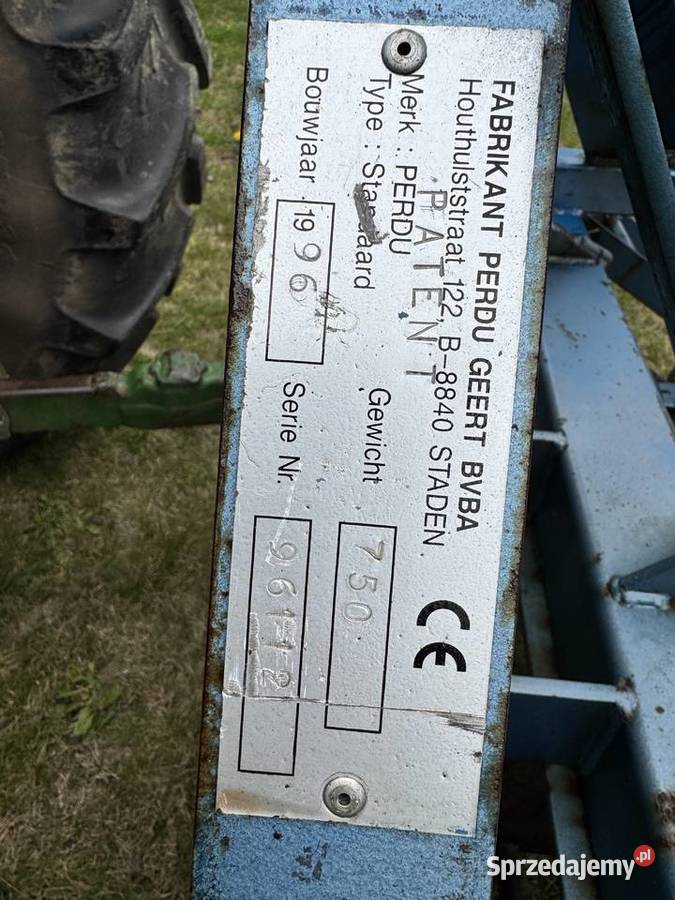 FABRIKANT PERDU GEERT BVBA
Houthulststraat 122, B-8840 STADEN
PATENT
Merk : PERDU
Type : Standaard
Gewicht 750
Bouwjaar 1996
Serie Nr.
CE
Sprzedajemy.pl